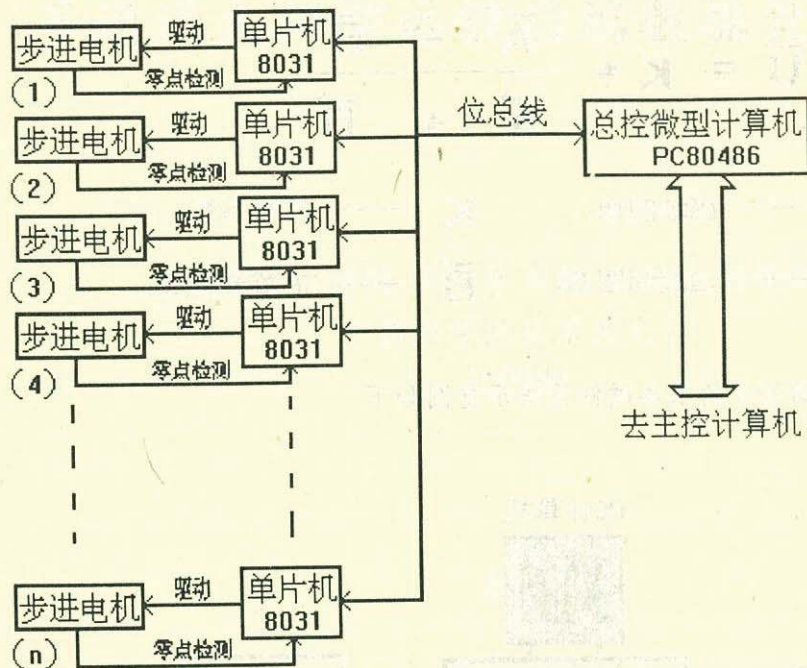 步进电机
驱动
单片机
8031
零点检测
(1)
步进电机
驱动
单片机
8031
零点检测
(2)
步进电机
驱动
单片机
8031
零点检测
(3)
步进电机
驱动
单片机
8031
零点检测
(4)
步进电机
驱动
单片机
8031
零点检测
(n)
位总线
总控微型计算机
PC80486
去主控计算机